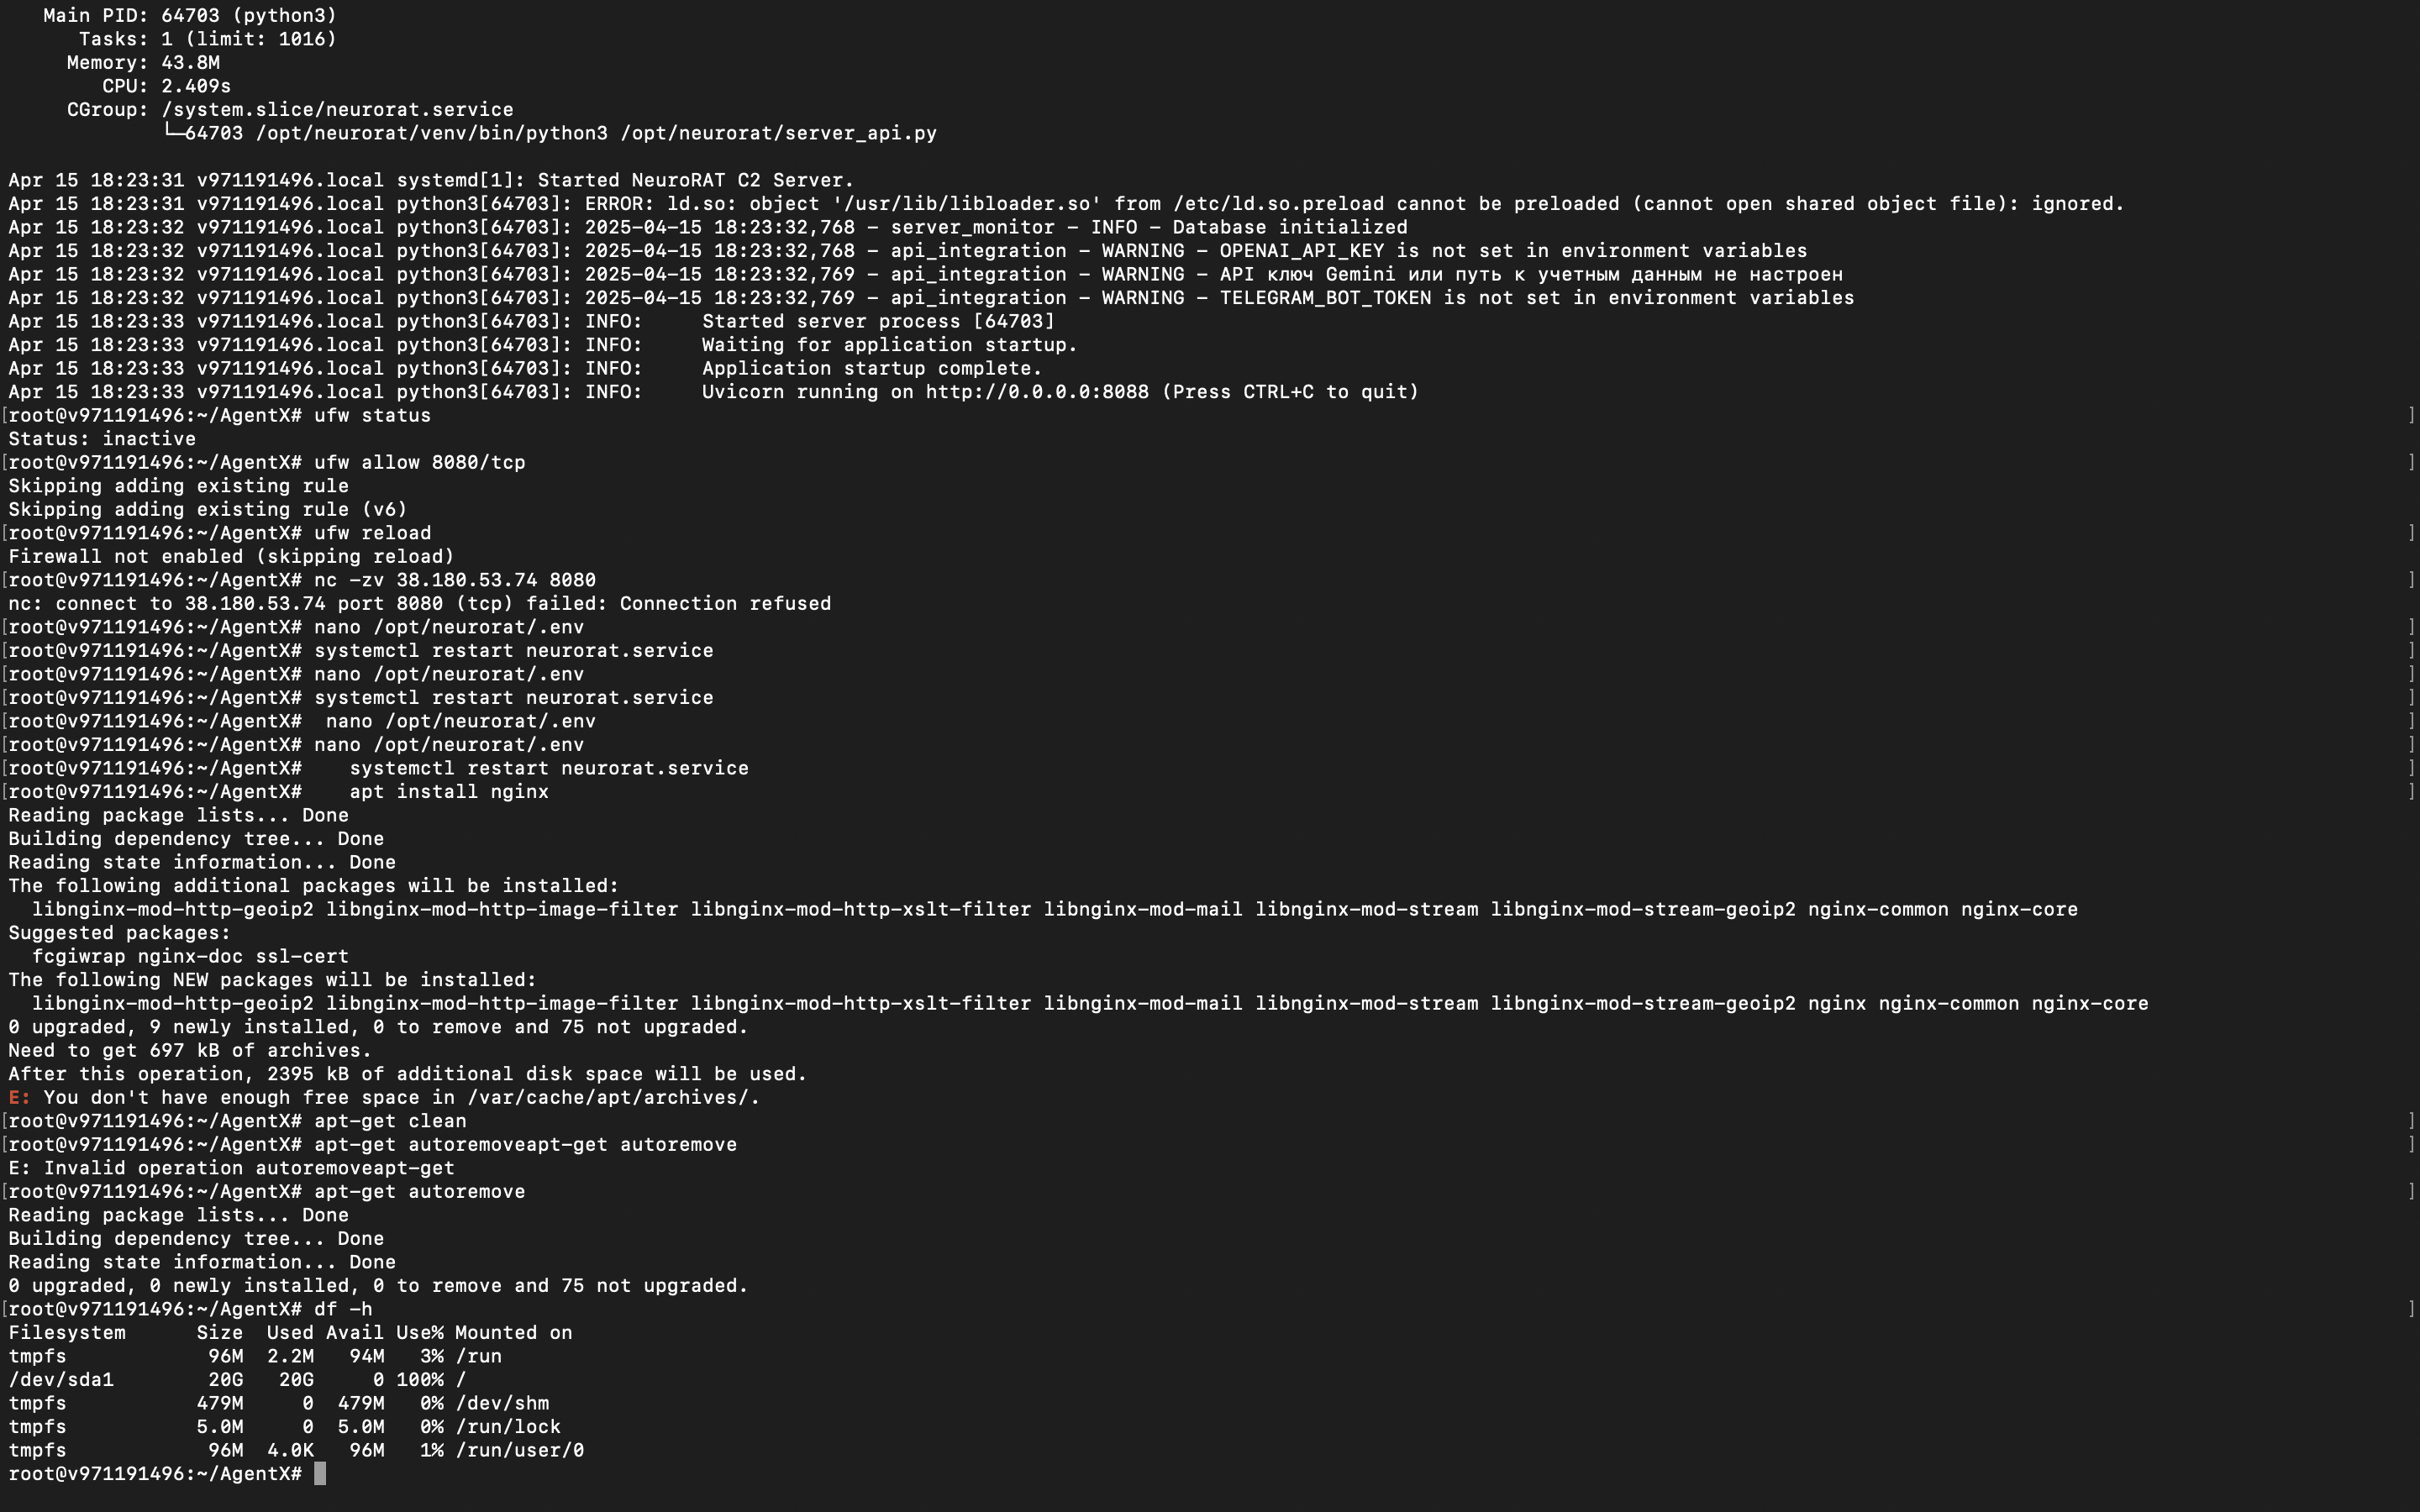 Main PID: 64703 (python3)
Tasks: 1 (limit: 1016)
Memory: 43.8M
CPU: 2.409s
CGroup: /system.slice/neurorat.service
└─64703 /opt/neurorat/venv/bin/python3 /opt/neurorat/server_api.py
Apr 15 18:23:31 v971191496.local systemd[1]: Started NeuroRAT C2 Server.
Apr 15 18:23:31 v971191496.local python3[64703]: ERROR: ld.so: object '/usr/lib/libloader.so' from /etc/ld.so.preload cannot be preloaded (cannot open shared object file): ignored.
Apr 15 18:23:32 v971191496.local python3[64703]: 2025-04-15 18:23:32,768 - server_monitor - INFO - Database initialized
Apr 15 18:23:32 v971191496.local python3[64703]: 2025-04-15 18:23:32,768 - api_integration - WARNING - OPENAI_API_KEY is not set in environment variables
Apr 15 18:23:32 v971191496.local python3[64703]: 2025-04-15 18:23:32,769 - api_integration - WARNING - API ключ Gemini или путь к учетным данным не настроен
Apr 15 18:23:32 v971191496.local python3[64703]: 2025-04-15 18:23:32,769 - api_integration - WARNING - TELEGRAM_BOT_TOKEN is not set in environment variables
Apr 15 18:23:33 v971191496.local python3[64703]: INFO:     Started server process [64703]
Apr 15 18:23:33 v971191496.local python3[64703]: INFO:     Waiting for application startup.
Apr 15 18:23:33 v971191496.local python3[64703]: INFO:     Application startup complete.
Apr 15 18:23:33 v971191496.local python3[64703]: INFO:     Uvicorn running on http://0.0.0.0:8088 (Press CTRL+C to quit)
[root@v971191496:~/AgentX# ufw status ]
Status: inactive
[root@v971191496:~/AgentX# ufw allow 8080/tcp ]
Skipping adding existing rule
Skipping adding existing rule (v6)
[root@v971191496:~/AgentX# ufw reload ]
Firewall not enabled (skipping reload)
[root@v971191496:~/AgentX# nc -zv 38.180.53.74 8080 ]
nc: connect to 38.180.53.74 port 8080 (tcp) failed: Connection refused
[root@v971191496:~/AgentX# nano /opt/neurorat/.env ]
[root@v971191496:~/AgentX# systemctl restart neurorat.service ]
[root@v971191496:~/AgentX# nano /opt/neurorat/.env ]
[root@v971191496:~/AgentX# systemctl restart neurorat.service ]
[root@v971191496:~/AgentX#  nano /opt/neurorat/.env ]
[root@v971191496:~/AgentX# nano /opt/neurorat/.env ]
[root@v971191496:~/AgentX#    systemctl restart neurorat.service ]
[root@v971191496:~/AgentX#    apt install nginx ]
Reading package lists... Done
Building dependency tree... Done
Reading state information... Done
The following additional packages will be installed:
libnginx-mod-http-geoip2 libnginx-mod-http-image-filter libnginx-mod-http-xslt-filter libnginx-mod-mail libnginx-mod-stream libnginx-mod-stream-geoip2 nginx-common nginx-core
Suggested packages:
fcgiwrap nginx-doc ssl-cert
The following NEW packages will be installed:
libnginx-mod-http-geoip2 libnginx-mod-http-image-filter libnginx-mod-http-xslt-filter libnginx-mod-mail libnginx-mod-stream libnginx-mod-stream-geoip2 nginx nginx-common nginx-core
0 upgraded, 9 newly installed, 0 to remove and 75 not upgraded.
Need to get 697 kB of archives.
After this operation, 2395 kB of additional disk space will be used.
E: You don't have enough free space in /var/cache/apt/archives/.
[root@v971191496:~/AgentX# apt-get clean ]
[root@v971191496:~/AgentX# apt-get autoremoveapt-get autoremove ]
E: Invalid operation autoremoveapt-get
[root@v971191496:~/AgentX# apt-get autoremove ]
Reading package lists... Done
Building dependency tree... Done
Reading state information... Done
0 upgraded, 0 newly installed, 0 to remove and 75 not upgraded.
[root@v971191496:~/AgentX# df -h ]
Filesystem      Size  Used Avail Use% Mounted on
tmpfs            96M  2.2M   94M   3% /run
/dev/sda1        20G   20G     0 100% /
tmpfs           479M     0  479M   0% /dev/shm
tmpfs           5.0M     0  5.0M   0% /run/lock
tmpfs            96M  4.0K   96M   1% /run/user/0
root@v971191496:~/AgentX#